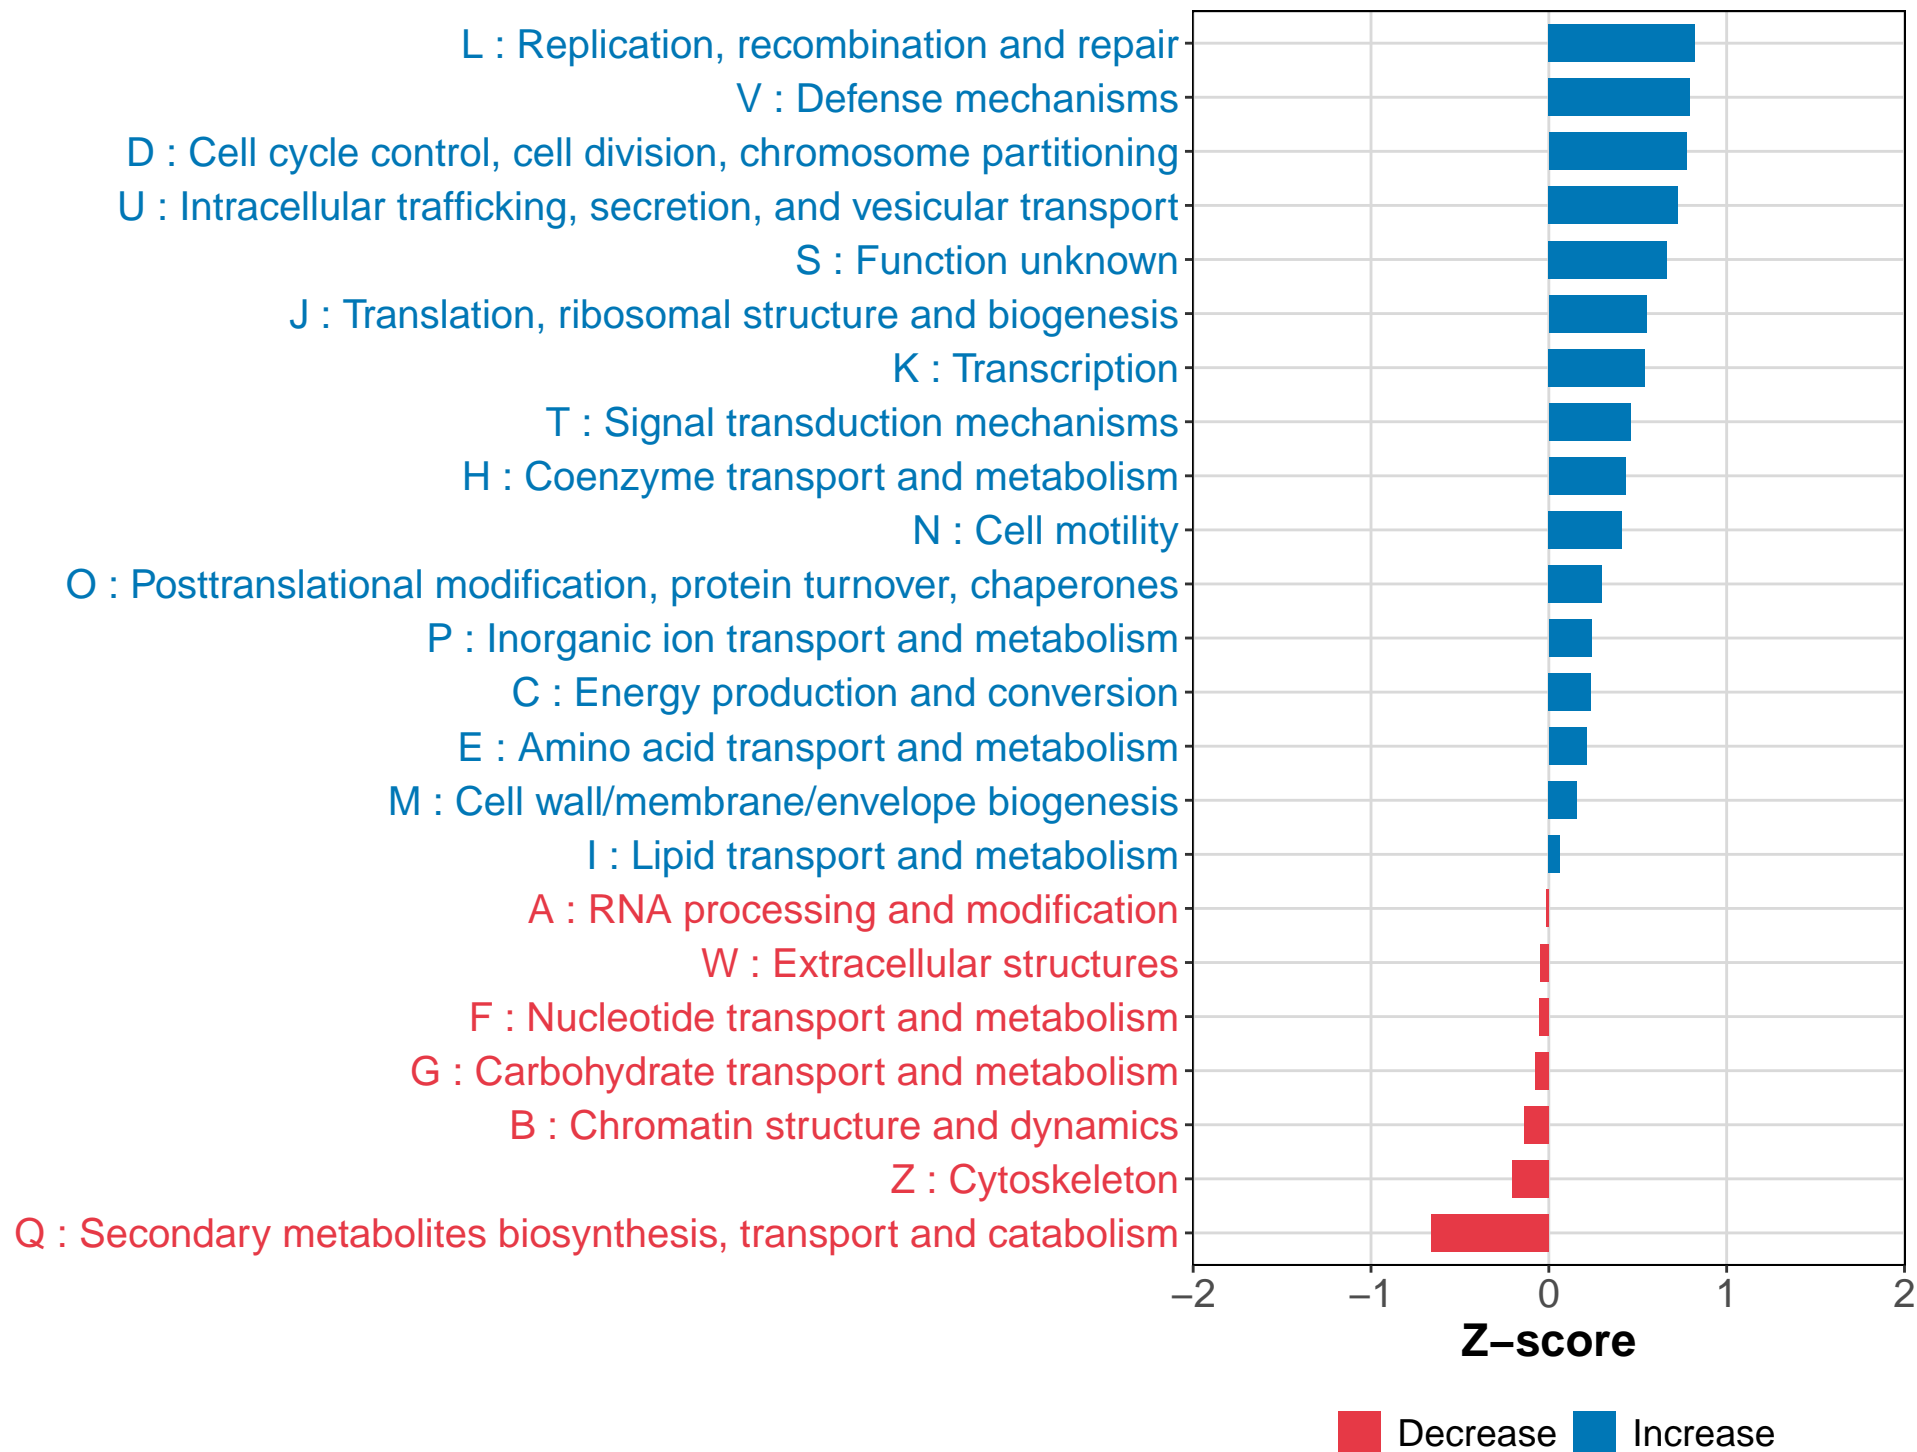 L : Replication, recombination and repair
V : Defense mechanisms
D : Cell cycle control, cell division, chromosome partitioning
U : Intracellular trafficking, secretion, and vesicular transport
S : Function unknown
J : Translation, ribosomal structure and biogenesis
K : Transcription
T : Signal transduction mechanisms
H : Coenzyme transport and metabolism
N : Cell motility
O : Posttranslational modification, protein turnover, chaperones
P : Inorganic ion transport and metabolism
C : Energy production and conversion
E : Amino acid transport and metabolism
M : Cell wall/membrane/envelope biogenesis
I : Lipid transport and metabolism
A : RNA processing and modification
W : Extracellular structures
F : Nucleotide transport and metabolism
G : Carbohydrate transport and metabolism
B : Chromatin structure and dynamics
Z : Cytoskeleton
Q : Secondary metabolites biosynthesis, transport and catabolism
−2 −1 0 1 2
Z−score
Decrease Increase